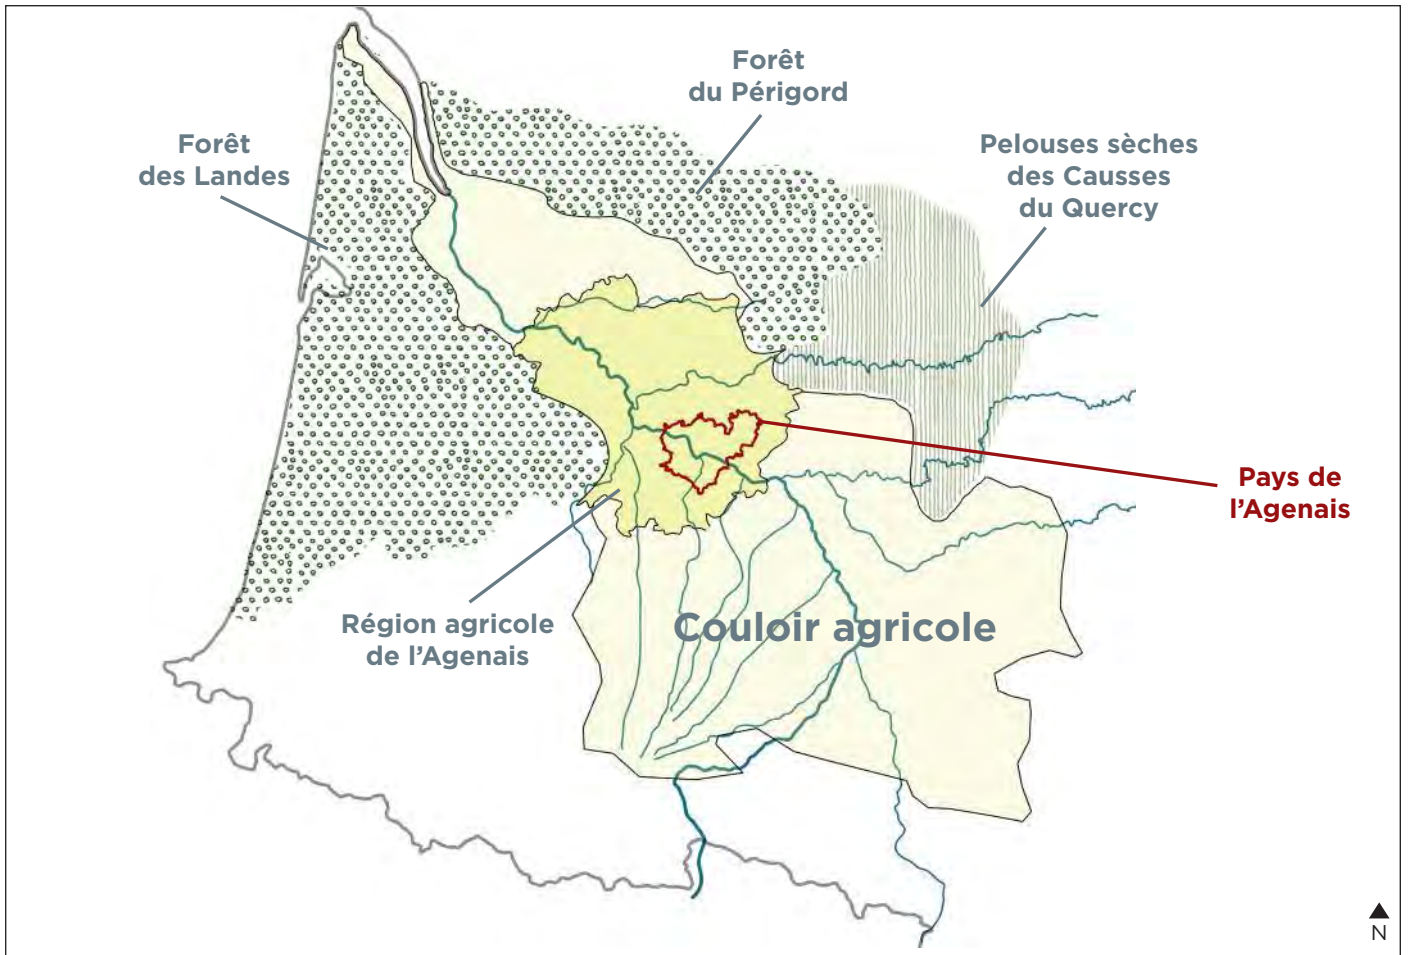 Forêt
du Périgord
Forêt
des Landes
Pelouses sèches
des Causses
du Quercy
Pays de
l'Agenais
Région agricole
de l'Agenais
Couloir agricole
N